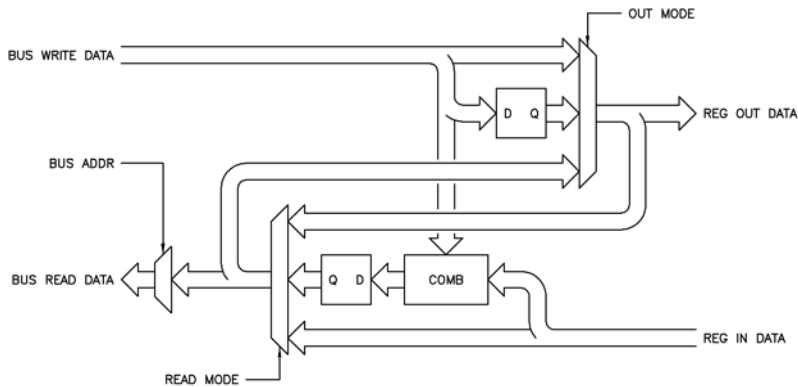 OUT MODE
BUS WRITE DATA
D Q
REG OUT DATA
BUS ADDR
BUS READ DATA
Q D
COMB
REG IN DATA
READ MODE